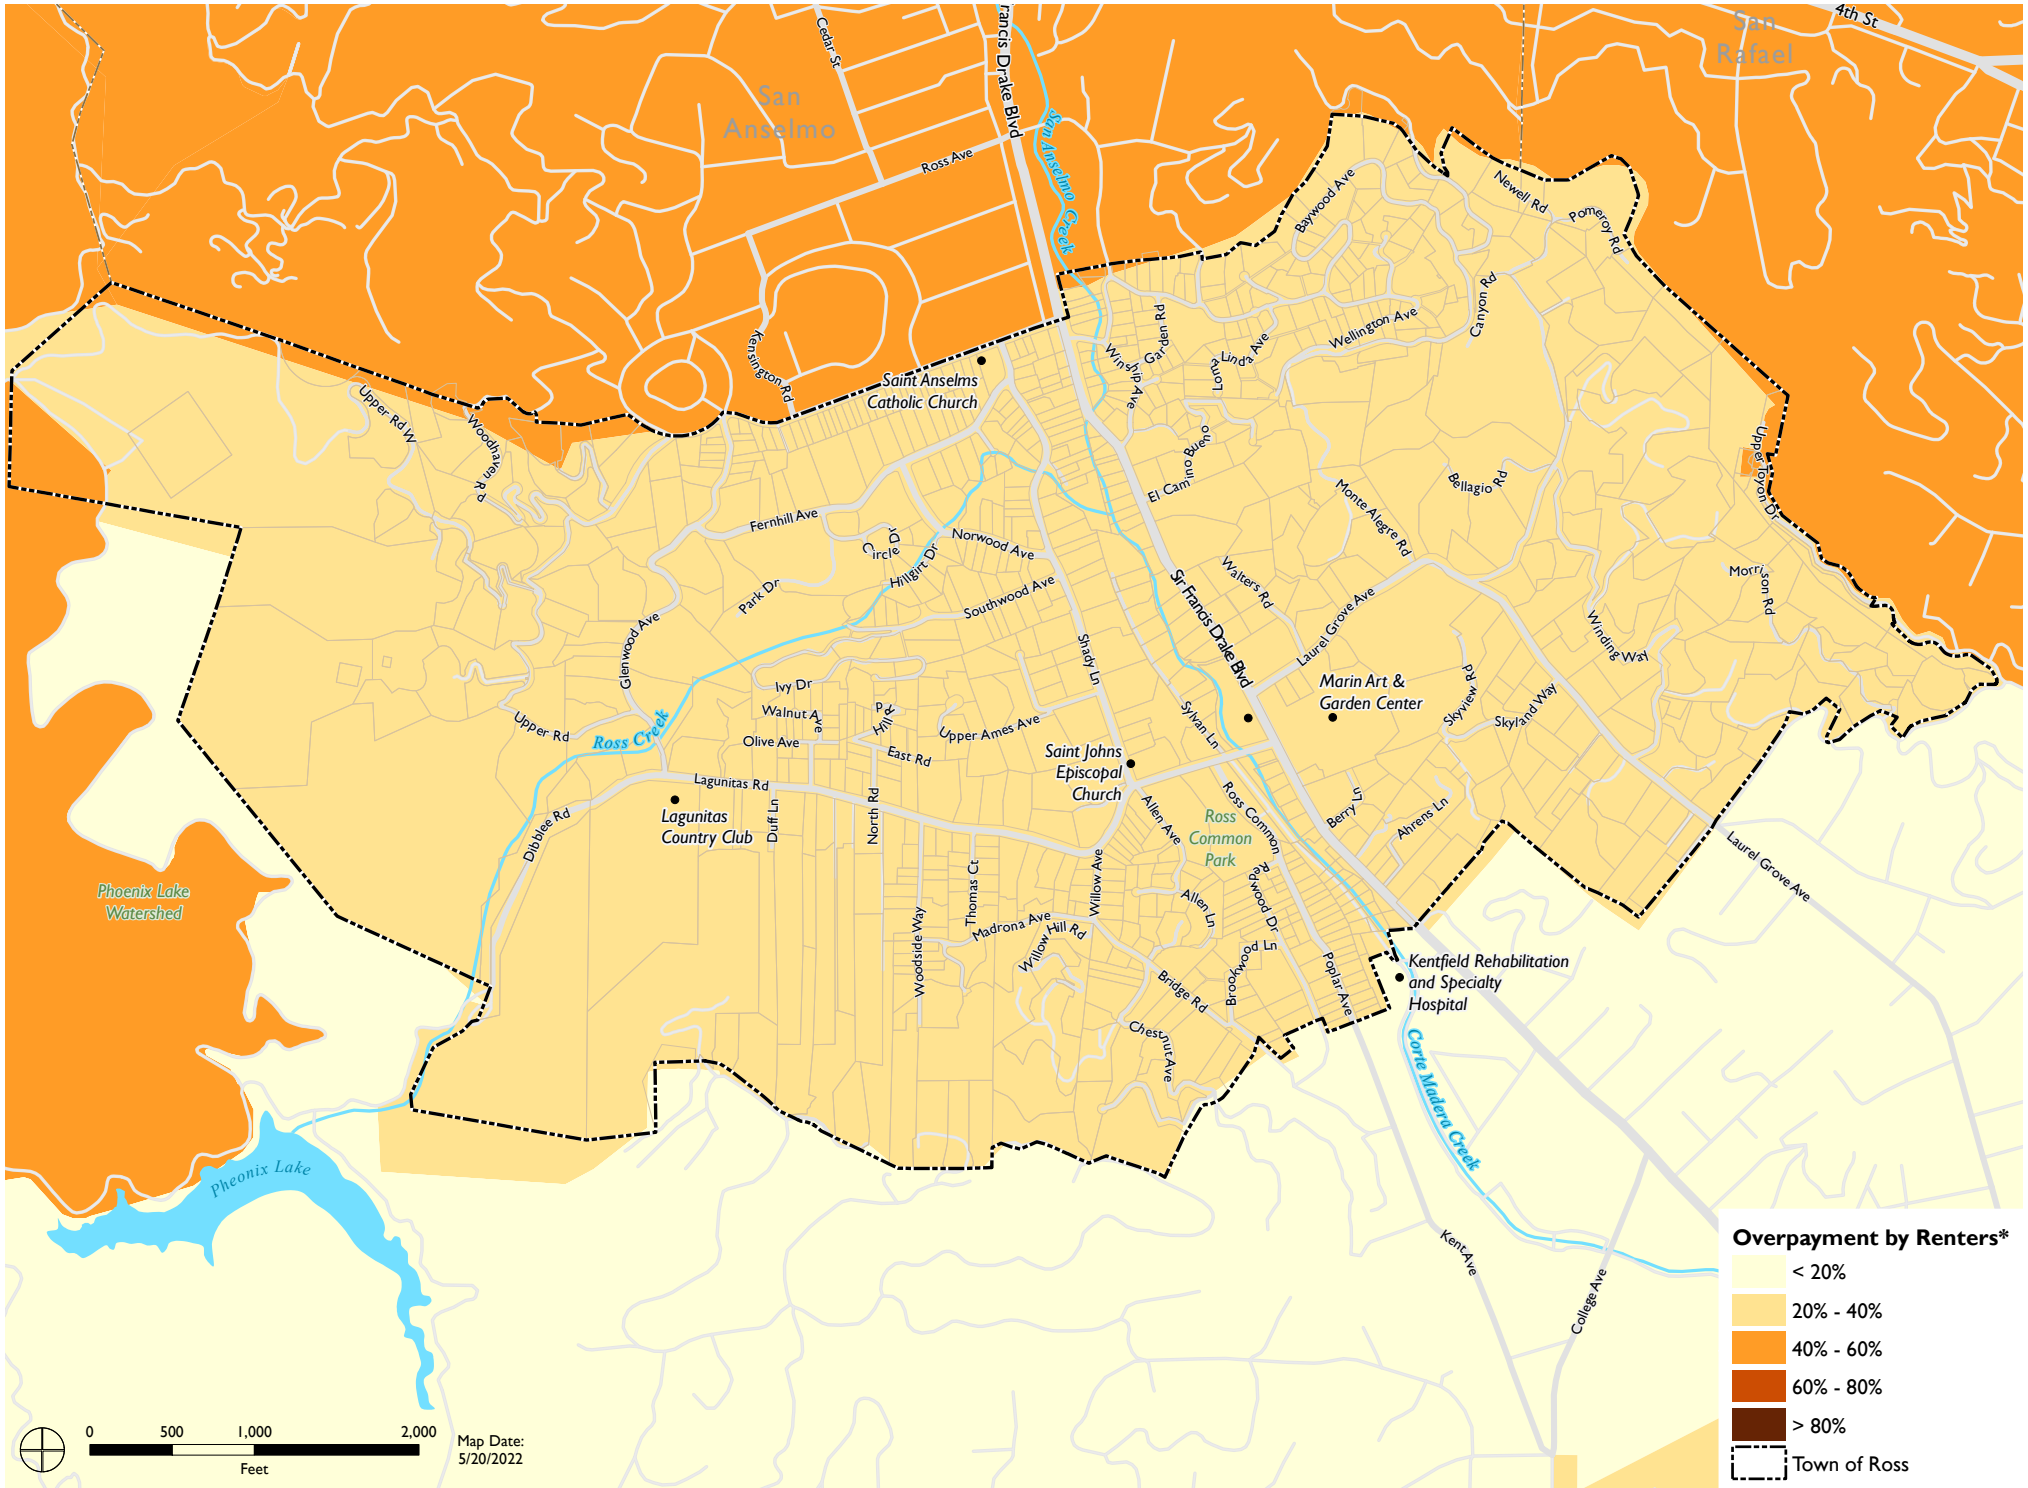 Cedar St
rancis Drake Blvd
San
Rafael
4th St
San
Anselmo
San Anselmo Creek
Ross Ave
Baywood Ave
Newell Rd
Pomeroy Rd
Canyon Rd
Kensington Rd
Garden Rd
Winship Ave
Loma Linda Ave
Wellington Ave
Saint Anselms
Catholic Church
Upper Rd W
Woodhaven Rd
El Camino Bueno
Bellagio Rd
Upper Toyon Dr
Monte Alegre Rd
Fernhill Ave
Circle Dr
Norwood Ave
Hillgirt Dr
Park Dr
Southwood Ave
Walters Rd
Sir Francis Drake Blvd
Laurel Grove Ave
Morrison Rd
Winding Way
Glenwood Ave
Shady Ln
Ivy Dr
Walnut Ave
Hill Rd
Olive Ave
East Rd
Upper Ames Ave
Sylvan Ln
Marin Art &
Garden Center
Skyview Rd
Skyland Way
Upper Rd
Ross Creek
Saint Johns
Episcopal
Church
Lagunitas Rd
Lagunitas
Country Club
Duff Ln
North Rd
Dibblee Rd
Allen Ave
Ross Common
Ross
Common
Park
Berry Ln
Ahrens Ln
Laurel Grove Ave
Phoenix Lake
Watershed
Thomas Ct
Willow Ave
Redwood Dr
Allen Ln
Woodside Way
Madrona Ave
Willow Hill Rd
Brookwood Ln
Bridge Rd
Poplar Ave
Kentfield Rehabilitation
and Specialty
Hospital
Chestnut Ave
Corte Madera Creek
Pheonix Lake
Kent Ave
College Ave
Overpayment by Renters*
< 20%
20% - 40%
40% - 60%
60% - 80%
> 80%
Town of Ross
0 500 1,000 2,000
Feet
Map Date:
5/20/2022